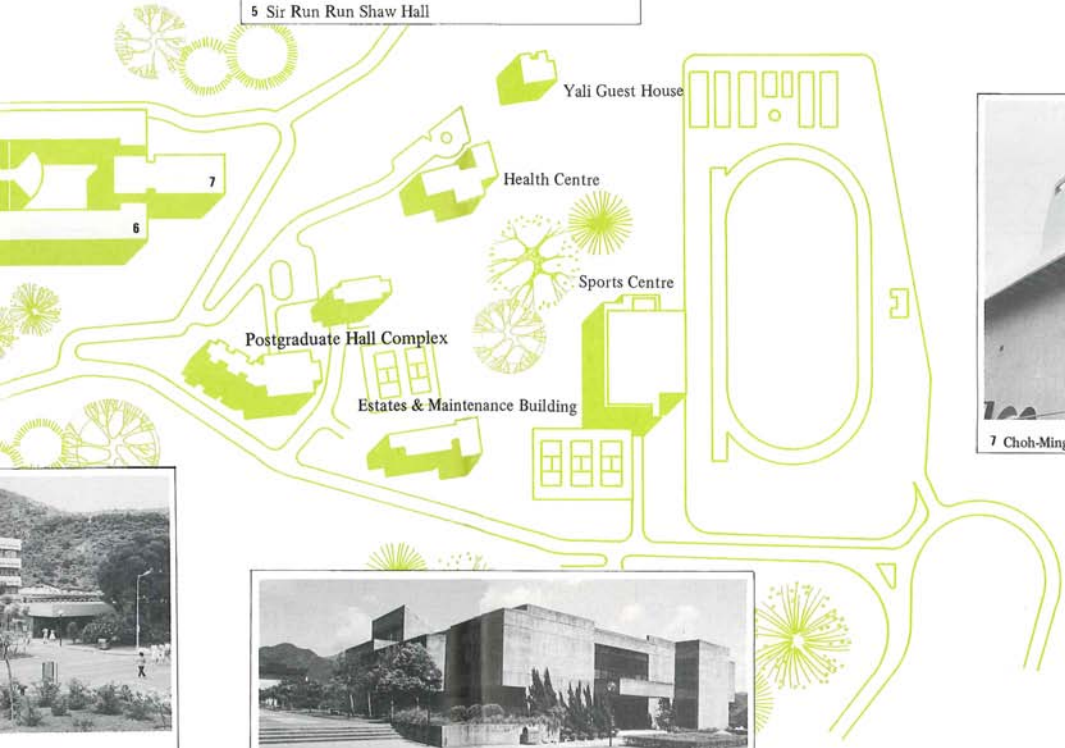 5 Sir Run Run Shaw Hall
Yali Guest House
7
Health Centre
6
Sports Centre
Postgraduate Hall Complex
Estates & Maintenance Building
7 Choh-Ming